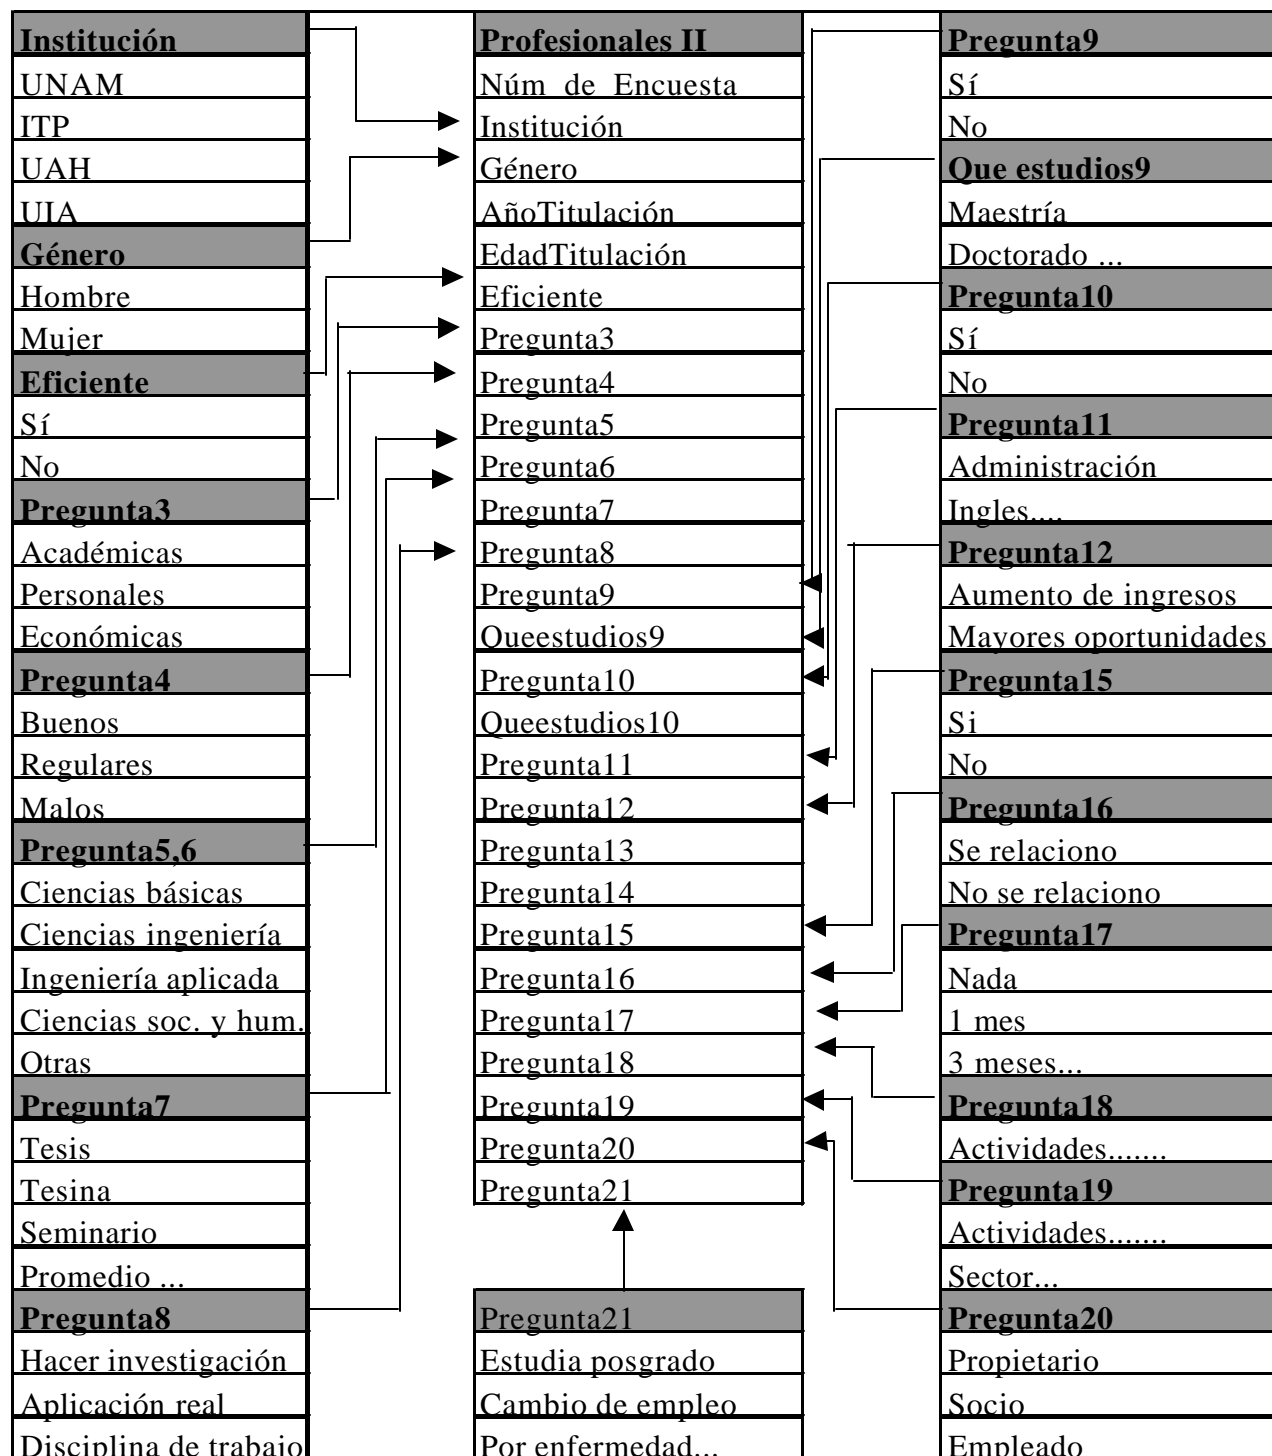 Institución
UNAM
ITP
UAH
UIA
Género
Hombre
Mujer
Eficiente
Sí
No
Pregunta3
Académicas
Personales
Económicas
Pregunta4
Buenos
Regulares
Malos
Pregunta5,6
Ciencias básicas
Ciencias ingeniería
Ingeniería aplicada
Ciencias soc. y hum.
Otras
Pregunta7
Tesis
Tesina
Seminario
Promedio ...
Pregunta8
Hacer investigación
Aplicación real
Disciplina de trabajo
Profesionales II
Núm de Encuesta
Institución
Género
AñoTitulación
EdadTitulación
Eficiente
Pregunta3
Pregunta4
Pregunta5
Pregunta6
Pregunta7
Pregunta8
Pregunta9
Queestudios9
Pregunta10
Queestudios10
Pregunta11
Pregunta12
Pregunta13
Pregunta14
Pregunta15
Pregunta16
Pregunta17
Pregunta18
Pregunta19
Pregunta20
Pregunta21
Pregunta21
Estudia posgrado
Cambio de empleo
Por enfermedad...
Pregunta9
Sí
No
Que estudios9
Maestría
Doctorado ...
Pregunta10
Sí
No
Pregunta11
Administración
Ingles....
Pregunta12
Aumento de ingresos
Mayores oportunidades
Pregunta15
Si
No
Pregunta16
Se relaciono
No se relaciono
Pregunta17
Nada
1 mes
3 meses...
Pregunta18
Actividades.......
Pregunta19
Actividades.......
Sector...
Pregunta20
Propietario
Socio
Empleado